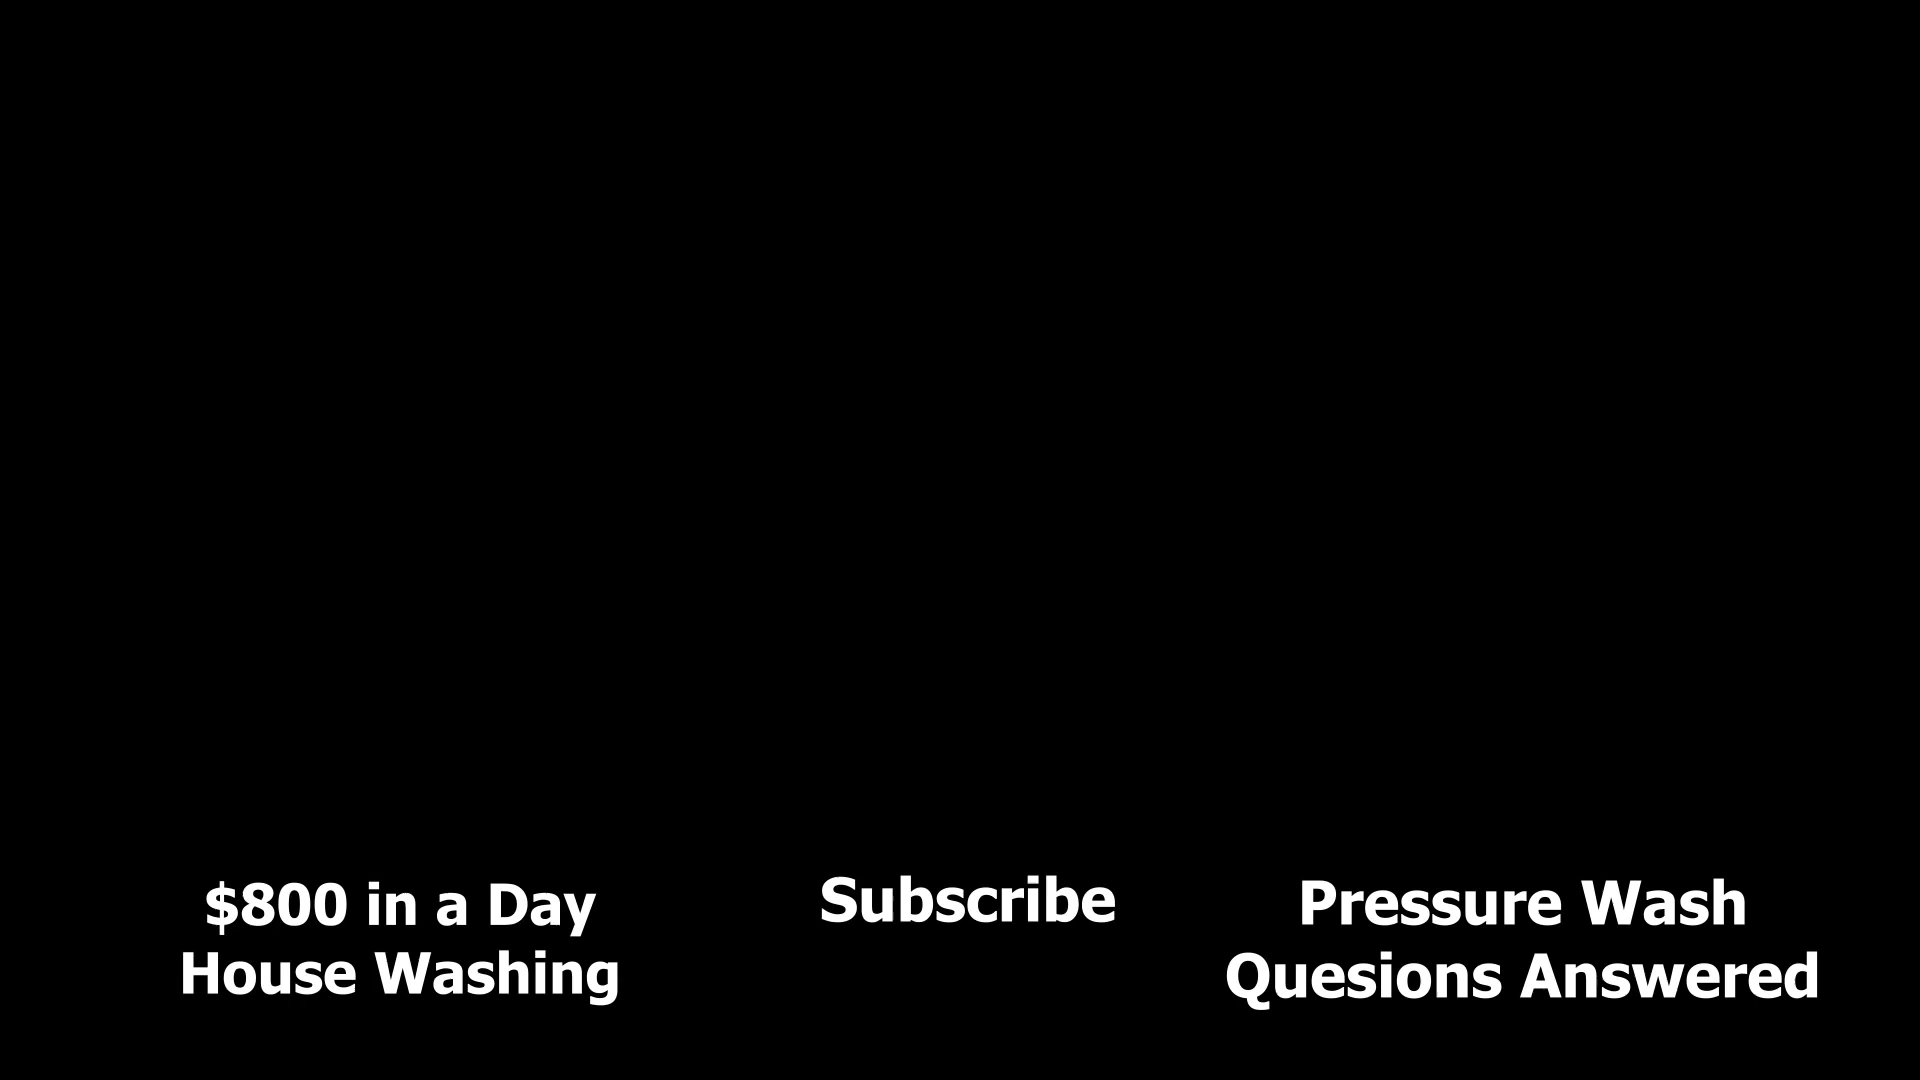 $800 in a Day
House Washing
Subscribe
Pressure Wash
Quesions Answered